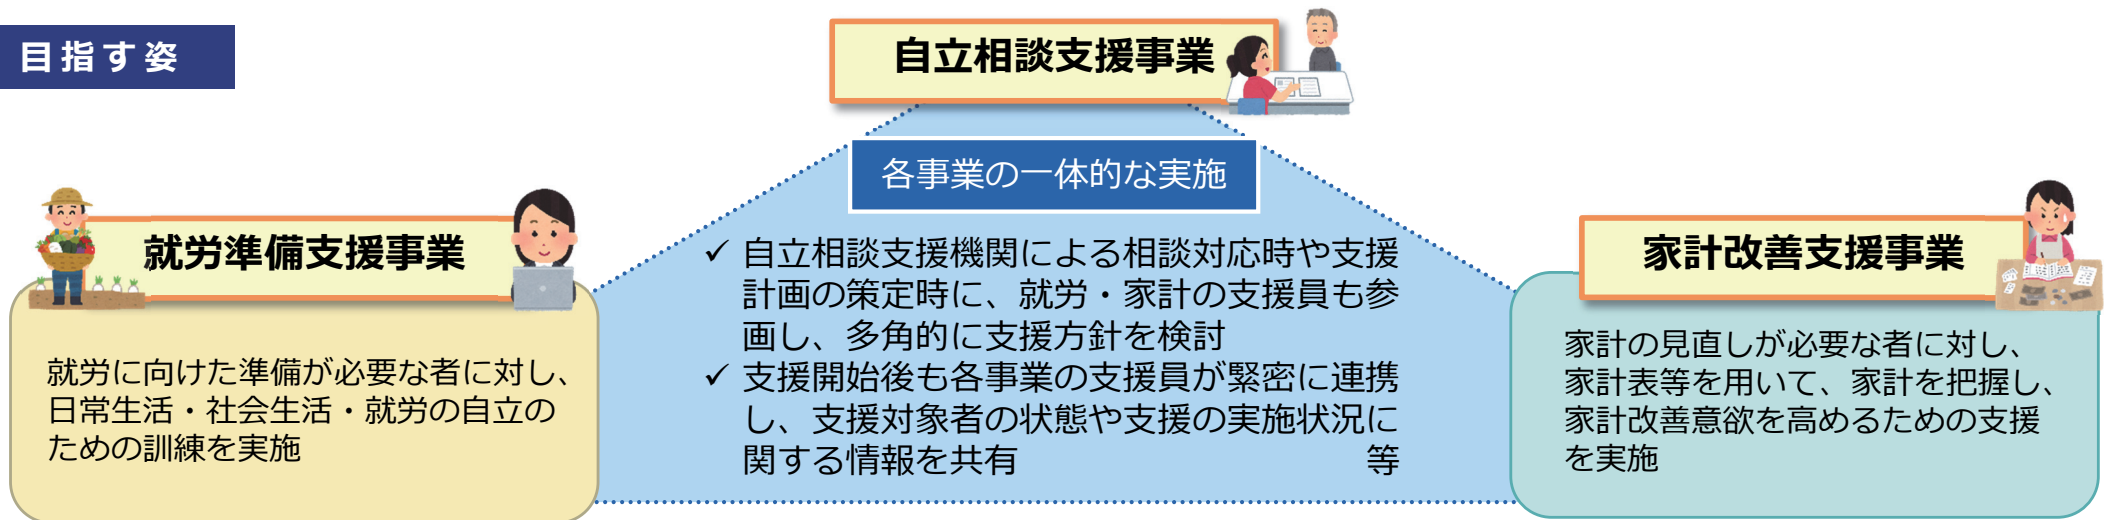 目指す姿
自立相談支援事業
各事業の一体的な実施
就労準備支援事業
就労に向けた準備が必要な者に対し、
日常生活・社会生活・就労の自立の
ための訓練を実施
✓ 自立相談支援機関による相談対応時や支援
計画の策定時に、就労・家計の支援員も参
画し、多角的に支援方針を検討
✓ 支援開始後も各事業の支援員が緊密に連携
し、支援対象者の状態や支援の実施状況に
関する情報を共有 等
家計改善支援事業
家計の見直しが必要な者に対し、
家計表等を用いて、家計を把握し、
家計改善意欲を高めるための支援
を実施